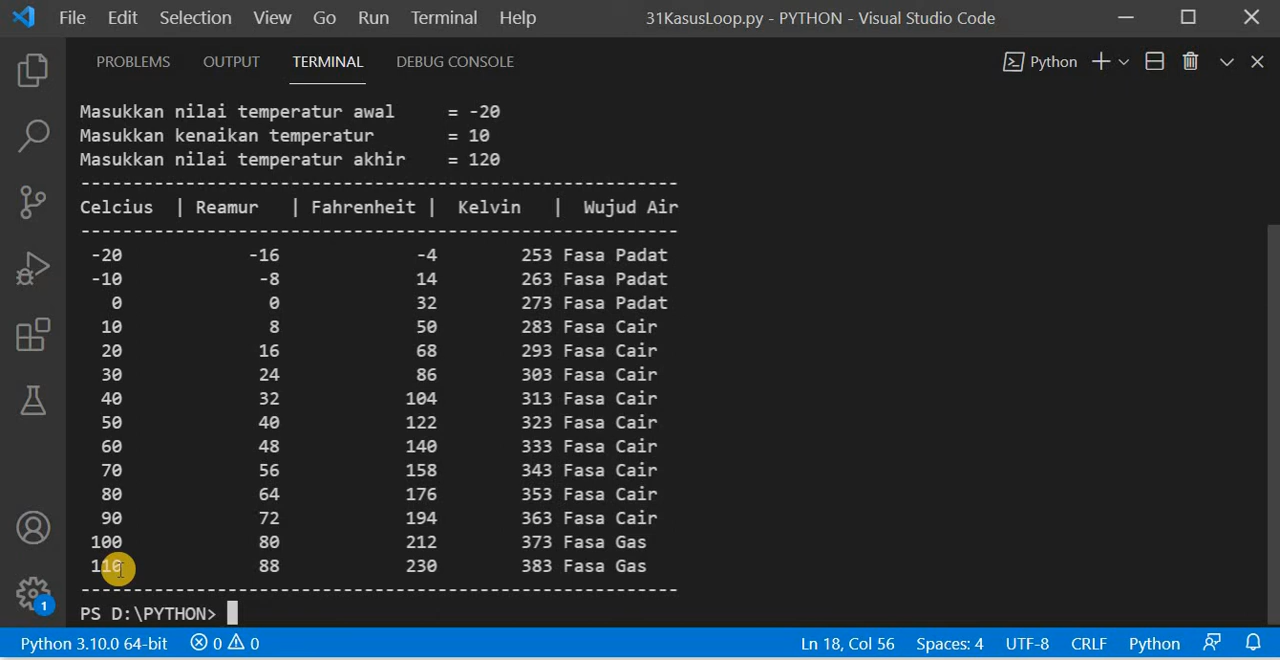 File Edit Selection View Go Run Terminal Help 31KasusLoop.py - PYTHON - Visual Studio Code
PROBLEMS OUTPUT TERMINAL DEBUG CONSOLE Python
Masukkan nilai temperatur awal = -20
Masukkan kenaikan temperatur = 10
Masukkan nilai temperatur akhir = 120
---------------------------------------------------------
Celcius | Reamur | Fahrenheit | Kelvin | Wujud Air
---------------------------------------------------------
-20 -16 -4 253 Fasa Padat
-10 -8 14 263 Fasa Padat
0 0 32 273 Fasa Padat
10 8 50 283 Fasa Cair
20 16 68 293 Fasa Cair
30 24 86 303 Fasa Cair
40 32 104 313 Fasa Cair
50 40 122 323 Fasa Cair
60 48 140 333 Fasa Cair
70 56 158 343 Fasa Cair
80 64 176 353 Fasa Cair
90 72 194 363 Fasa Cair
100 80 212 373 Fasa Gas
110 88 230 383 Fasa Gas
---------------------------------------------------------
PS D:\PYTHON>
1
Python 3.10.0 64-bit 0 0 Ln 18, Col 56 Spaces: 4 UTF-8 CRLF Python